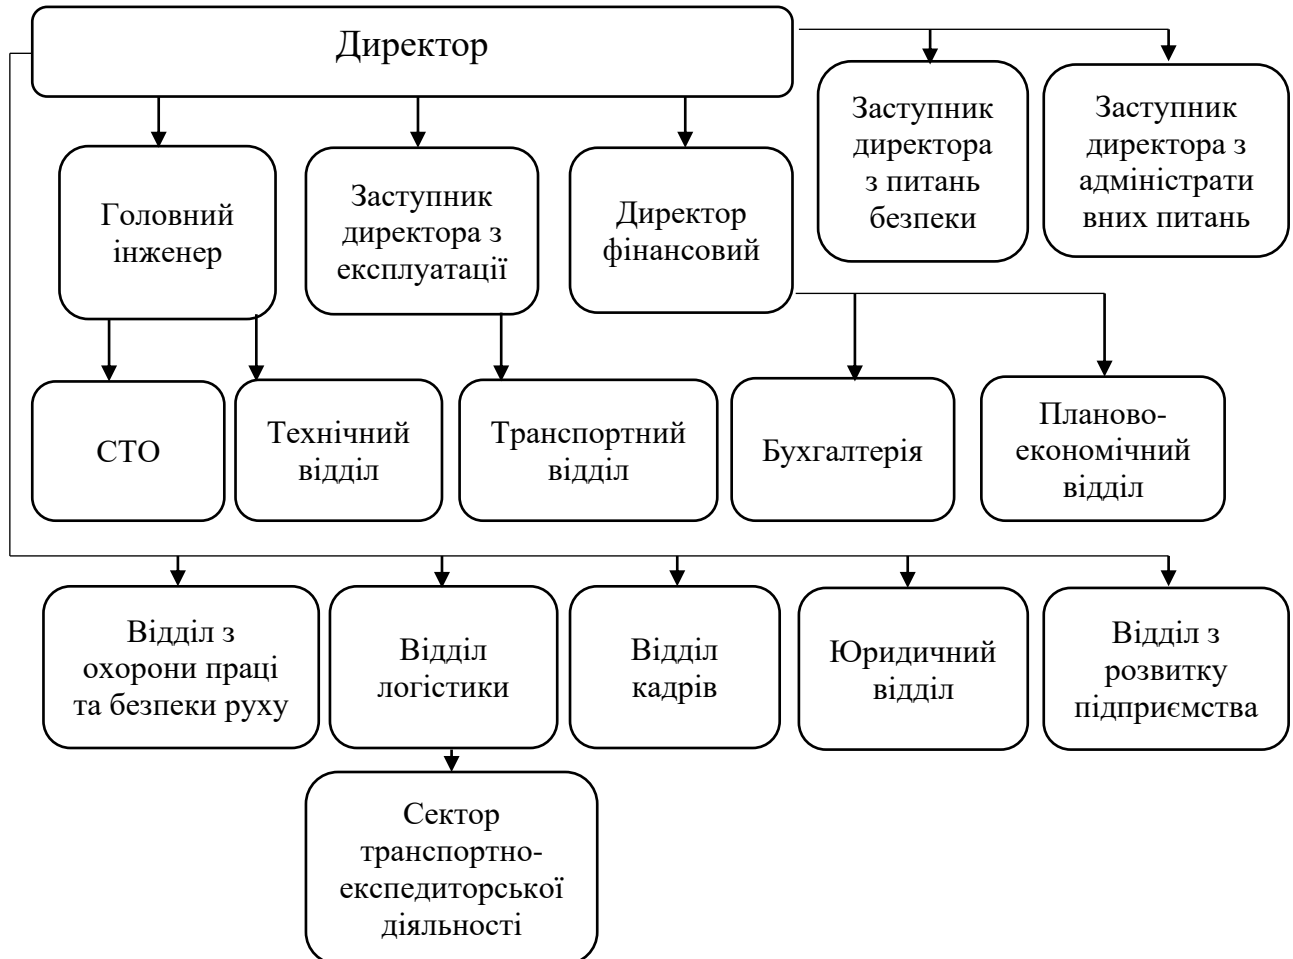 Директор
Заступник
директора
з питань
безпеки
Заступник
директора з
адміністрати
вних питань
Головний
інженер
Заступник
директора з
експлуатації
Директор
фінансовий
СТО
Технічний
відділ
Транспортний
відділ
Бухгалтерія
Планово-
економічний
відділ
Відділ з
охорони праці
та безпеки руху
Відділ
логістики
Відділ
кадрів
Юридичний
відділ
Відділ з
розвитку
підприємства
Сектор
транспортно-
експедиторської
діяльності